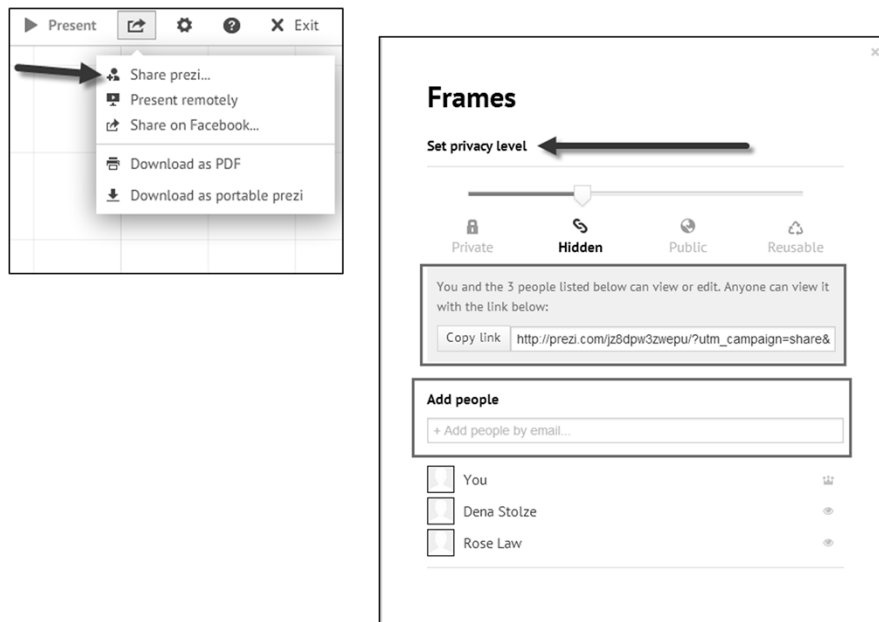 Present
Exit
Share prezi...
Present remotely
Share on Facebook...
Download as PDF
Download as portable prezi
Frames
Set privacy level
Private Hidden Public Reusable
You and the 3 people listed below can view or edit. Anyone can view it
with the link below:
Copy link http://prezi.com/jz8dpw3zwepu/?utm_campaign=share&
Add people
+ Add people by email...
You
Dena Stolze
Rose Law